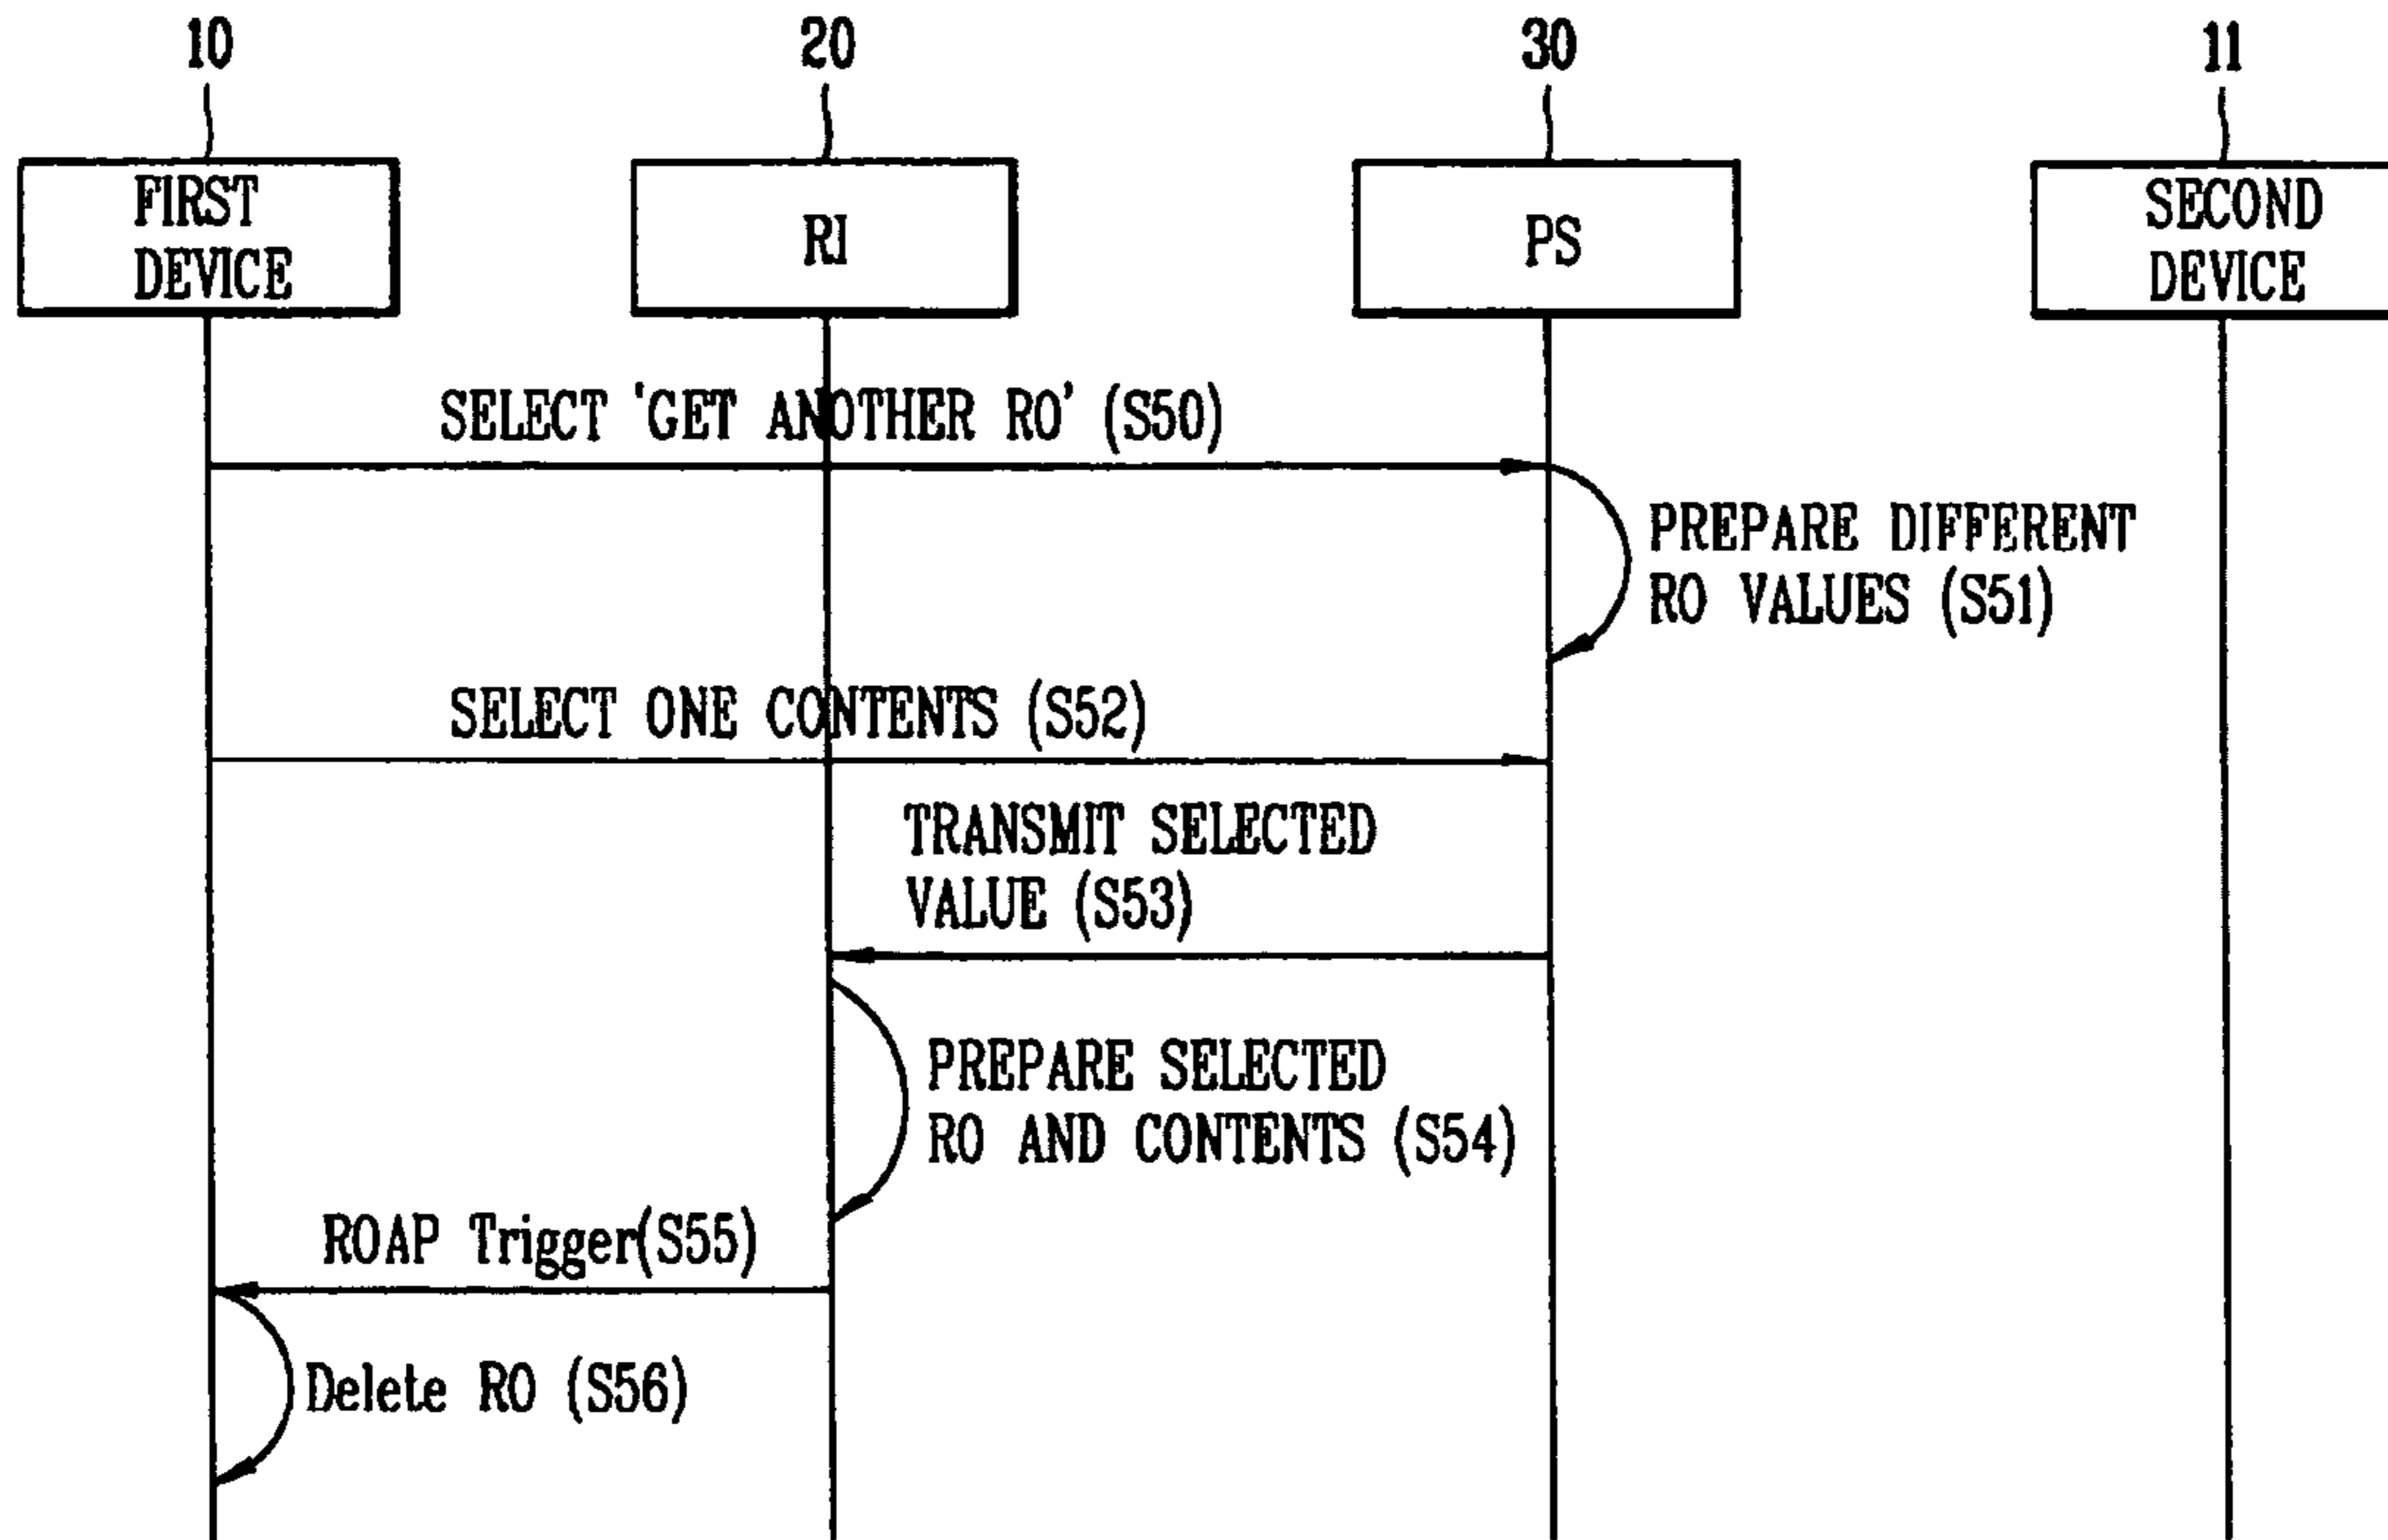 10
20
30
11
FIRST
DEVICE
RI
PS
SECOND
DEVICE
SELECT 'GET ANOTHER RO' (S50)
PREPARE DIFFERENT
RO VALUES (S51)
SELECT ONE CONTENTS (S52)
TRANSMIT SELECTED
VALUE (S53)
PREPARE SELECTED
RO AND CONTENTS (S54)
ROAP Trigger(S55)
Delete RO (S56)